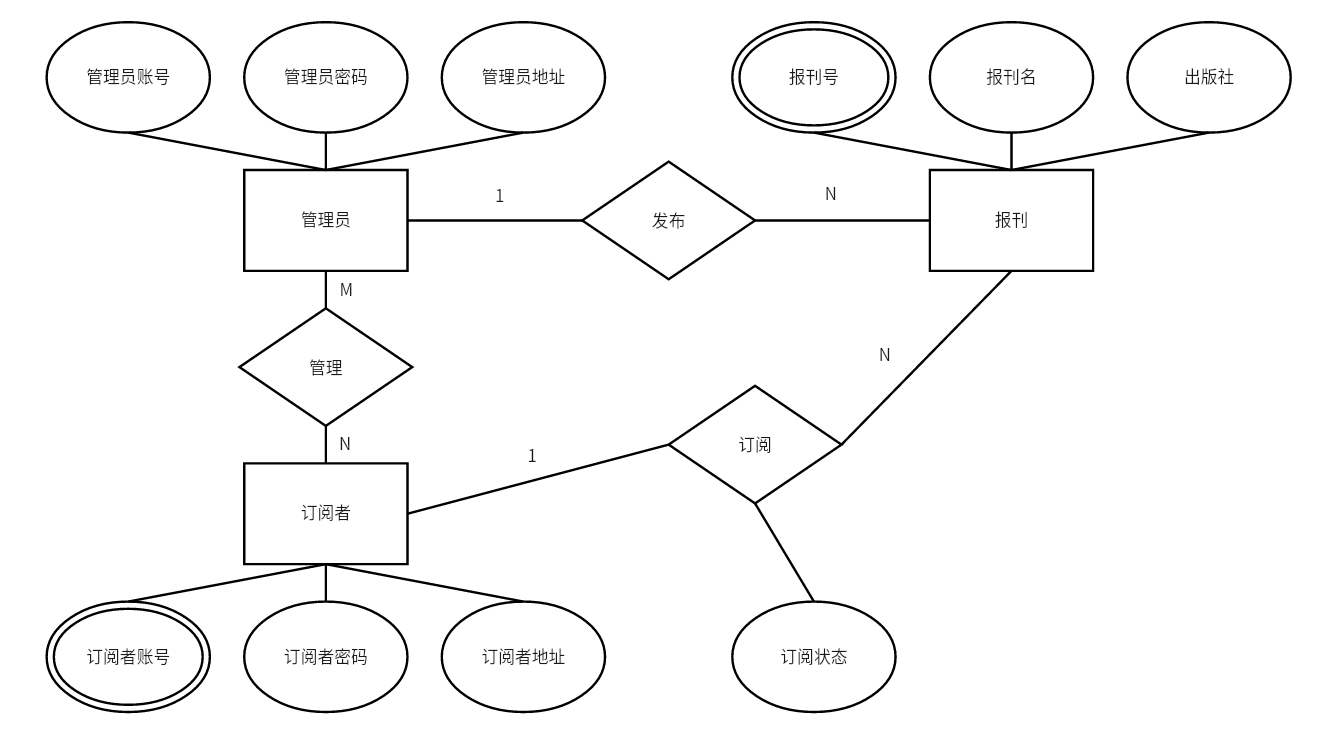 管理员账号
管理员密码
管理员地址
报刊号
报刊名
出版社
管理员
1
发布
N
报刊
M
管理
N
N
订阅
1
订阅者
订阅者账号
订阅者密码
订阅者地址
订阅状态